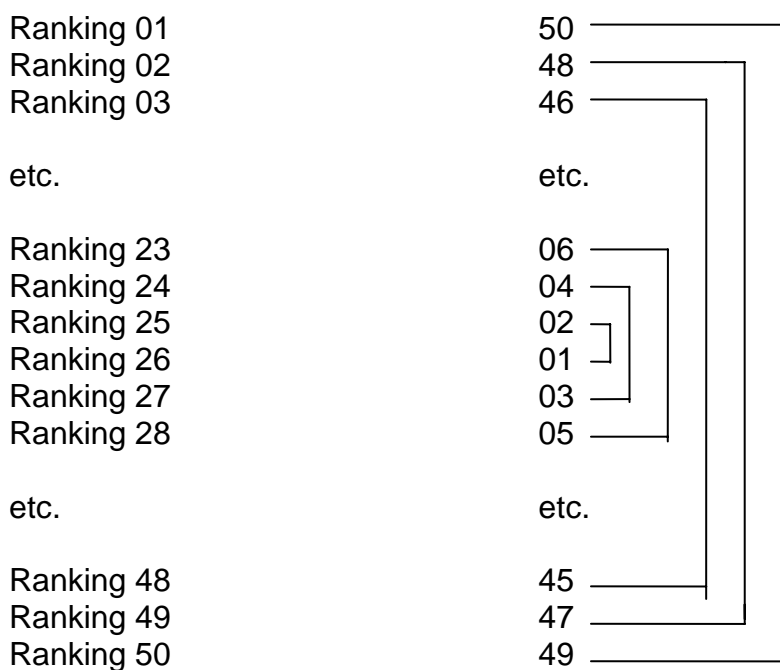 Ranking 01 50
Ranking 02 48
Ranking 03 46
etc. etc.
Ranking 23 06
Ranking 24 04
Ranking 25 02
Ranking 26 01
Ranking 27 03
Ranking 28 05
etc. etc.
Ranking 48 45
Ranking 49 47
Ranking 50 49